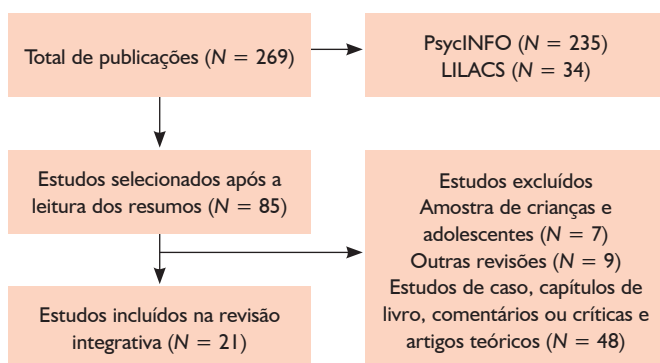 Total de publicações (N = 269)
PsycINFO (N = 235)
LILACS (N = 34)
Estudos selecionados após a
leitura dos resumos (N = 85)
Estudos excluídos
Amostra de crianças e
adolescentes (N = 7)
Outras revisões (N = 9)
Estudos de caso, capítulos de
livro, comentários ou críticas e
artigos teóricos (N = 48)
Estudos incluídos na revisão
integrativa (N = 21)